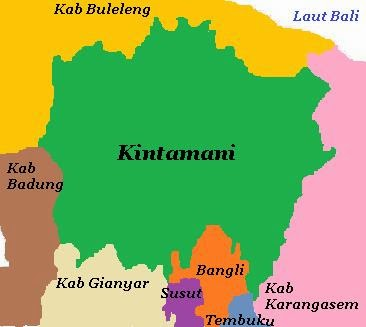 Kab Buleleng
Laut Bali
Kintamani
Kab
Badung
Kab Gianyar
Susut
Bangli
Tembuku
Kab
Karangasem